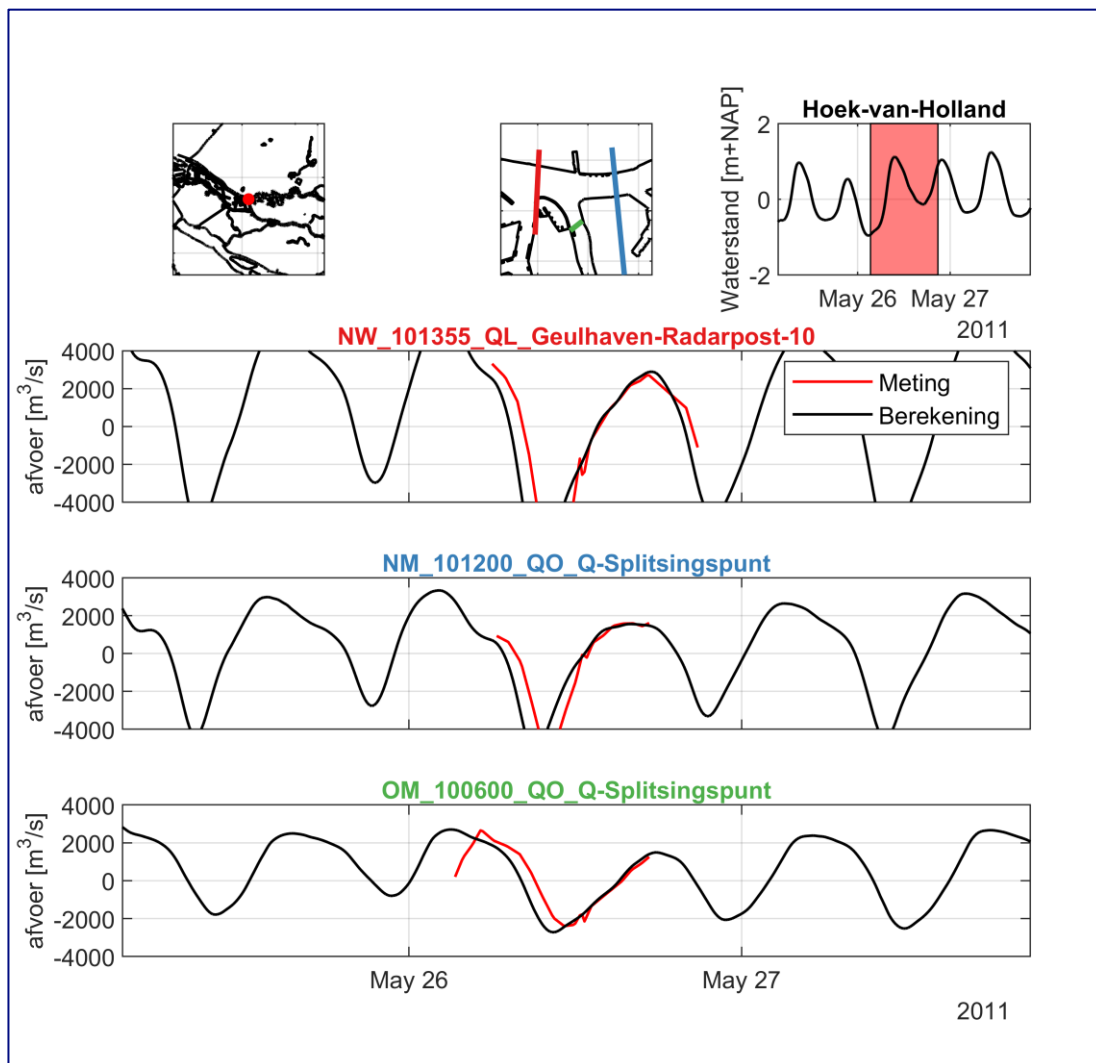 Hoek-van-Holland
Waterstand [m+NAP]
2
0
-2
May 26
May 27
2011
NW_101355_QL_Geulhaven-Radarpost-10
afvoer [m³/s]
4000
2000
0
-2000
-4000
Meting
Berekening
NM_101200_QO_Q-Splitsingspunt
afvoer [m³/s]
4000
2000
0
-2000
-4000
OM_100600_QO_Q-Splitsingspunt
afvoer [m³/s]
4000
2000
0
-2000
-4000
May 26
May 27
2011